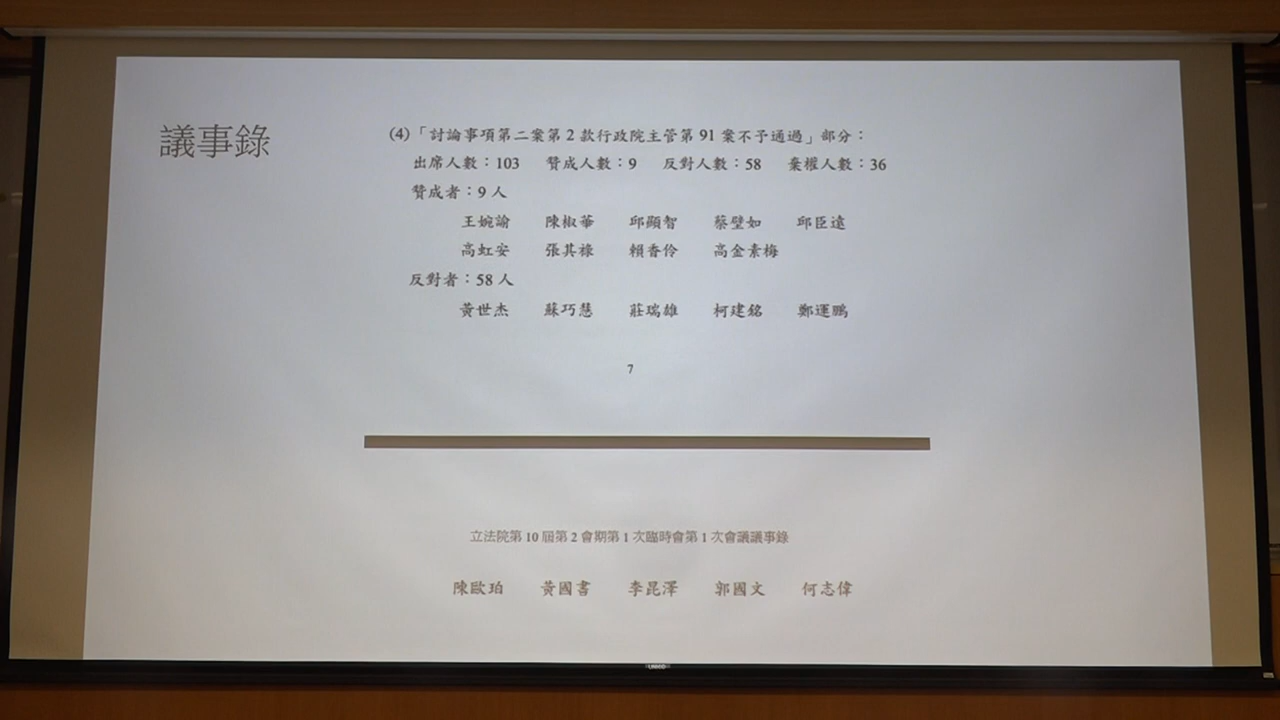 議事錄
(4)「討論事項第二案第 2 款行政院主管第 91 案不予通過」部分：
出席人數：103 贊成人數：9 反對人數：58 棄權人數：36
贊成者：9 人
王婉諭 陳椒華 邱顯智 蔡壁如 邱臣遠
高虹安 張其祿 賴香伶 高金素梅
反對者：58 人
黃世杰 蘇巧慧 莊瑞雄 柯建銘 鄭運鵬
7
立法院第 10 屆第 2 會期第 1 次臨時會第 1 次會議議事錄
陳歐珀 黃國書 李昆澤 郭國文 何志偉